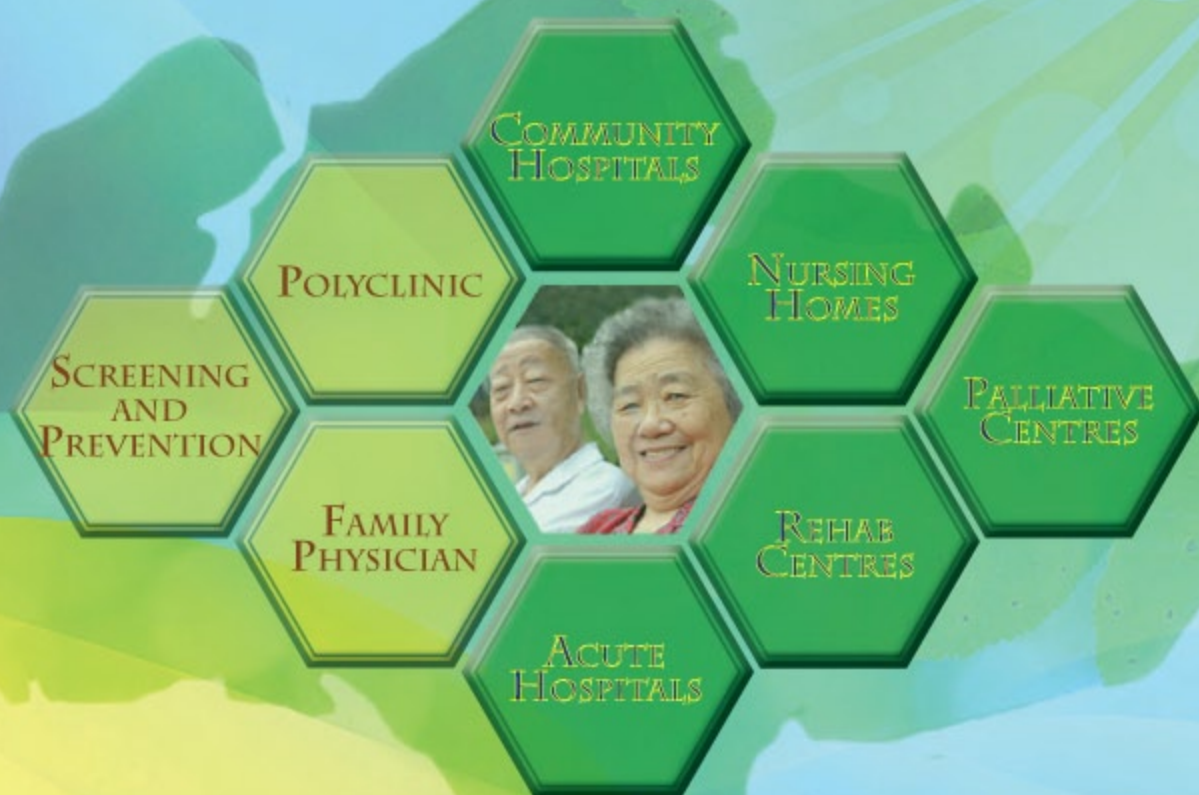 Community
Hospitals
Polyclinic
Nursing
Homes
Screening
and
Prevention
Palliative
Centres
Family
Physician
Rehab
Centres
Acute
Hospitals